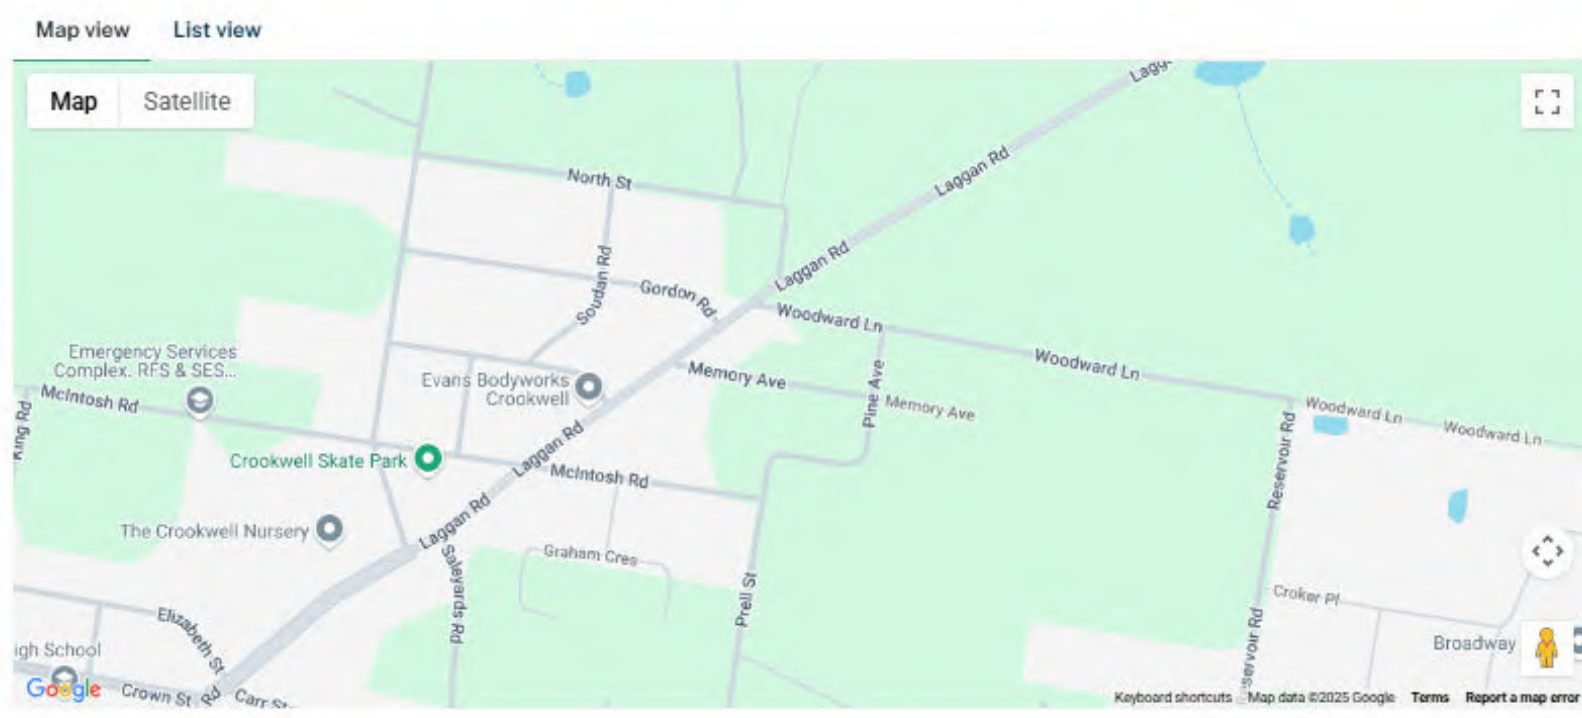 Map view
List view
Map
Satellite
Lagg-
Laggan Rd
North St
Laggan Rd
Soudan Rd
Gordon Rd
Woodward Ln
Woodward Ln
Emergency Services
Complex. RFS & SES...
Evans Bodyworks
Crookwell
Memory Ave
Pine Ave
Memory Ave
McIntosh Rd
King Rd
Woodward Ln
Woodward Ln
Reservoir Rd
Laggan Rd
Crookwell Skate Park
McIntosh Rd
Laggan Rd
The Crookwell Nursery
Saleyards Rd
Graham Cres
Prell St
Croker Pl
Elizabeth St
servoir Rd
igh School
Broadway
Google
Crown St
Rd
Carr St
Keyboard shortcuts
Map data ©2025 Google
Terms
Report a map error